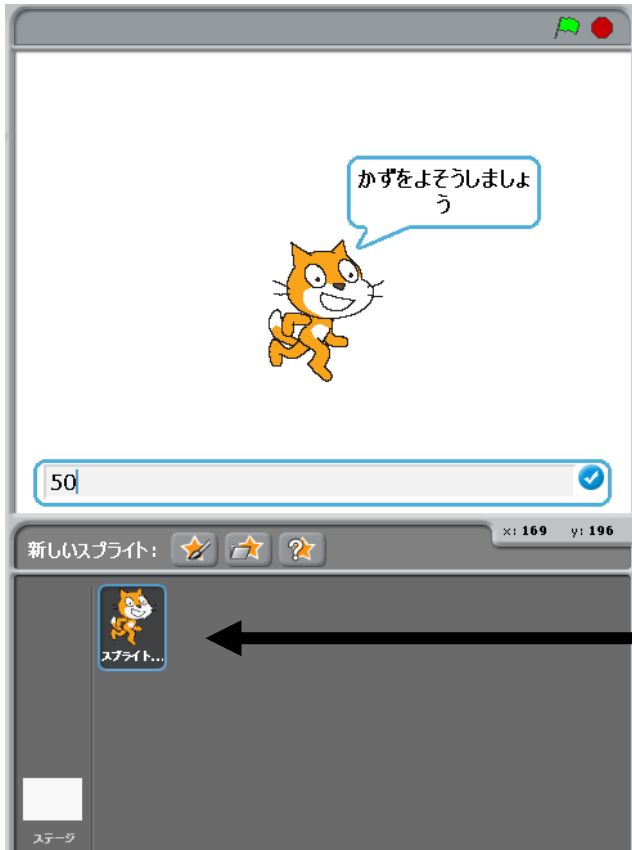 かずをよそうしましょ
う
50
x: 169 y: 196
新しいスプライト:
スプライト...
ステージ